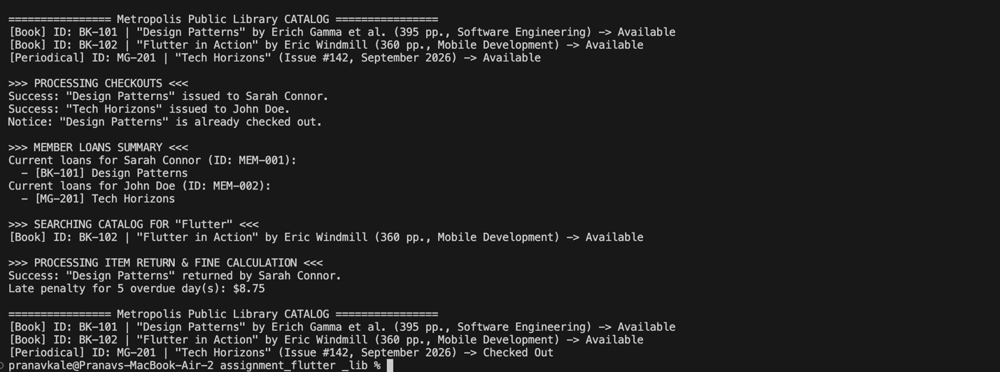 ================ Metropolis Public Library CATALOG ================
[Book] ID: BK-101 | "Design Patterns" by Erich Gamma et al. (395 pp., Software Engineering) -> Available
[Book] ID: BK-102 | "Flutter in Action" by Eric Windmill (360 pp., Mobile Development) -> Available
[Periodical] ID: MG-201 | "Tech Horizons" (Issue #142, September 2026) -> Available

>>> PROCESSING CHECKOUTS <<<
Success: "Design Patterns" issued to Sarah Connor.
Success: "Tech Horizons" issued to John Doe.
Notice: "Design Patterns" is already checked out.

>>> MEMBER LOANS SUMMARY <<<
Current loans for Sarah Connor (ID: MEM-001):
  - [BK-101] Design Patterns
Current loans for John Doe (ID: MEM-002):
  - [MG-201] Tech Horizons

>>> SEARCHING CATALOG FOR "Flutter" <<<
[Book] ID: BK-102 | "Flutter in Action" by Eric Windmill (360 pp., Mobile Development) -> Available

>>> PROCESSING ITEM RETURN & FINE CALCULATION <<<
Success: "Design Patterns" returned by Sarah Connor.
Late penalty for 5 overdue day(s): $8.75

================ Metropolis Public Library CATALOG ================
[Book] ID: BK-101 | "Design Patterns" by Erich Gamma et al. (395 pp., Software Engineering) -> Available
[Book] ID: BK-102 | "Flutter in Action" by Eric Windmill (360 pp., Mobile Development) -> Available
[Periodical] ID: MG-201 | "Tech Horizons" (Issue #142, September 2026) -> Checked Out
pranavkale@Pranavs-MacBook-Air-2 assignment_flutter _lib %